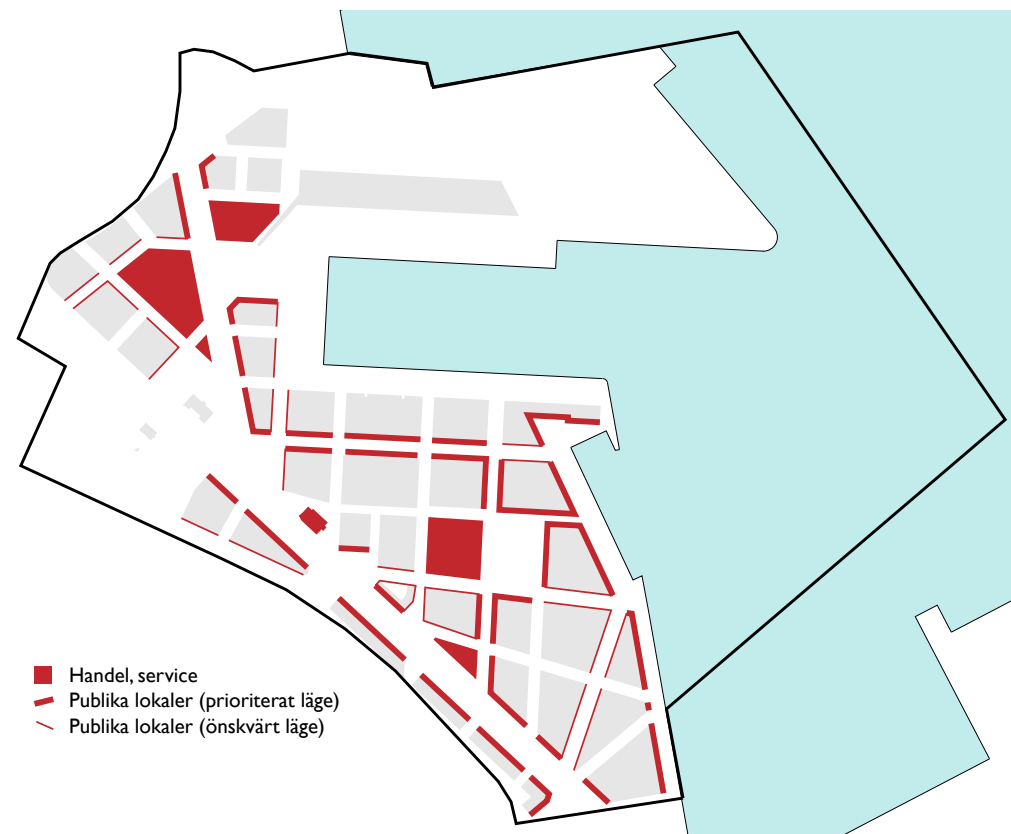 Handel, service
Publika lokaler (prioriterat läge)
Publika lokaler (önskvärt läge)